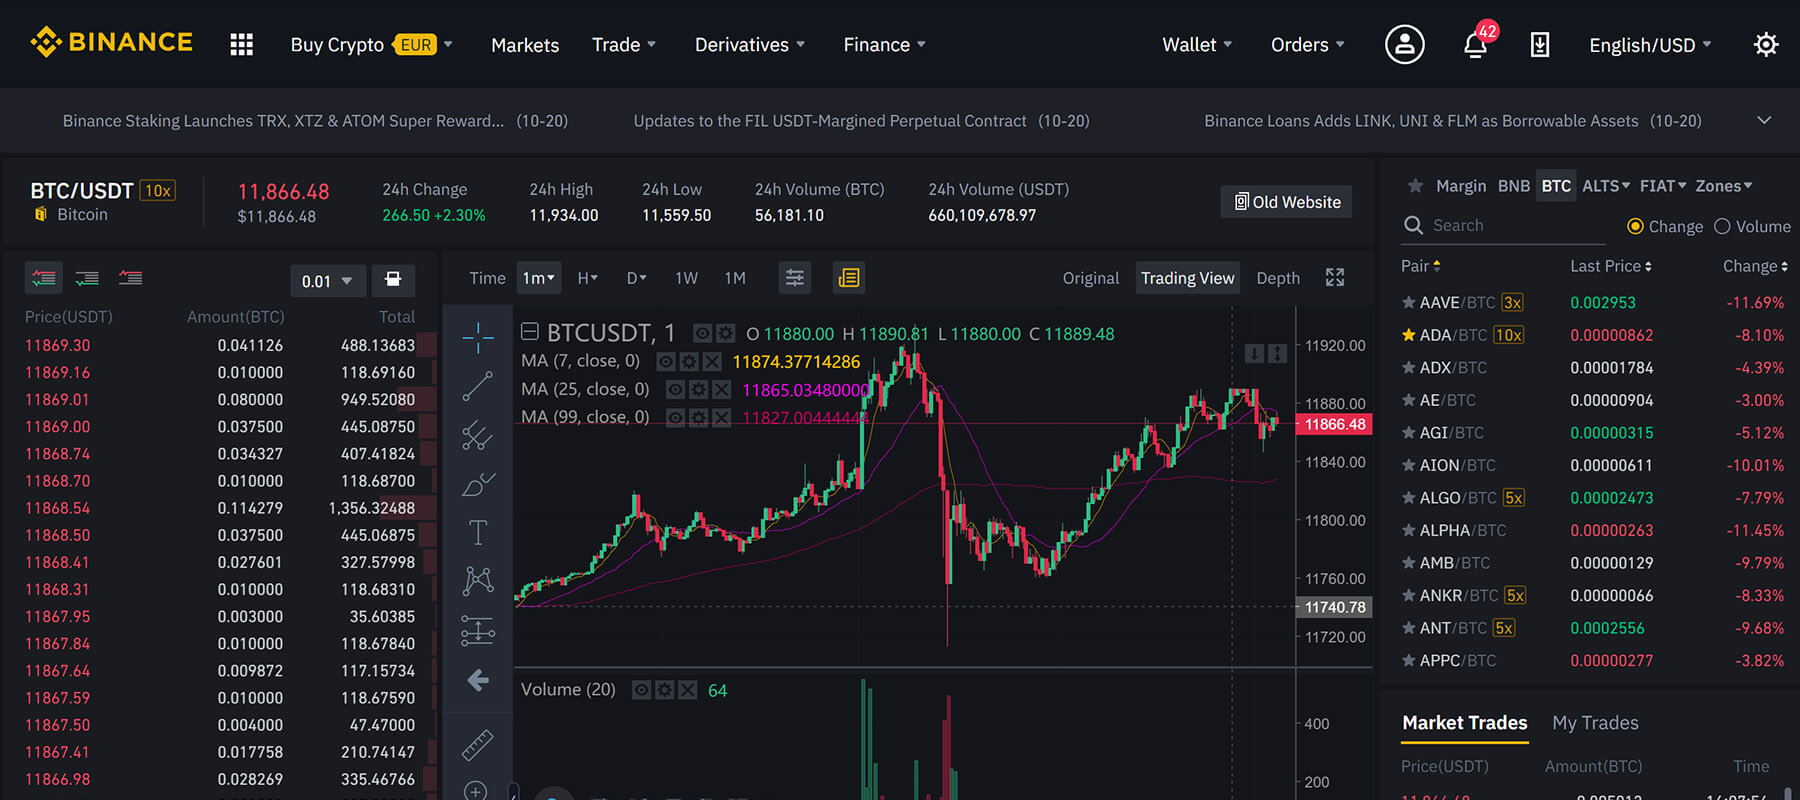 BINANCE
Buy Crypto EUR
Markets
Trade
Derivatives
Finance
Wallet
Orders
42
English/USD
Binance Staking Launches TRX, XTZ & ATOM Super Reward... (10-20)
Updates to the FIL USDT-Margined Perpetual Contract (10-20)
Binance Loans Adds LINK, UNI & FLM as Borrowable Assets (10-20)
BTC/USDT 10x
Bitcoin
11,866.48
$11,866.48
24h Change
266.50 +2.30%
24h High
11,934.00
24h Low
11,559.50
24h Volume (BTC)
56,181.10
24h Volume (USDT)
660,109,678.97
Old Website
0.01
Price(USDT) Amount(BTC) Total
11869.30 0.041126 488.13683
11869.16 0.010000 118.69160
11869.01 0.080000 949.52080
11869.00 0.037500 445.08750
11868.74 0.034327 407.41824
11868.70 0.010000 118.68700
11868.54 0.114279 1,356.32488
11868.50 0.037500 445.06875
11868.41 0.027601 327.57998
11868.31 0.010000 118.68310
11867.95 0.003000 35.60385
11867.84 0.010000 118.67840
11867.64 0.009872 117.15734
11867.59 0.010000 118.67590
11867.50 0.004000 47.47000
11867.41 0.017758 210.74147
11866.98 0.028269 335.46766
Time 1m H D 1W 1M
Original Trading View Depth
BTCUSDT, 1 O 11880.00 H 11890.81 L 11880.00 C 11889.48
MA (7, close, 0) 11874.37714286
MA (25, close, 0) 11865.03480000
MA (99, close, 0) 11827.00444444
11920.00
11880.00
11866.48
11840.00
11800.00
11760.00
11740.78
11720.00
Volume (20) 64
400
200
Margin BNB BTC ALTS FIAT Zones
Search
Change Volume
Pair Last Price Change
AAVE/BTC 3x 0.002953 -11.69%
ADA/BTC 10x 0.00000862 -8.10%
ADX/BTC 0.00001784 -4.39%
AE/BTC 0.00000904 -3.00%
AGI/BTC 0.00000315 -5.12%
AION/BTC 0.00000611 -10.01%
ALGO/BTC 5x 0.00002473 -7.79%
ALPHA/BTC 0.00000263 -11.45%
AMB/BTC 0.00000129 -9.79%
ANKR/BTC 5x 0.00000066 -8.33%
ANT/BTC 5x 0.0002556 -9.68%
APPC/BTC 0.00000277 -3.82%
Market Trades My Trades
Price(USDT) Amount(BTC) Time